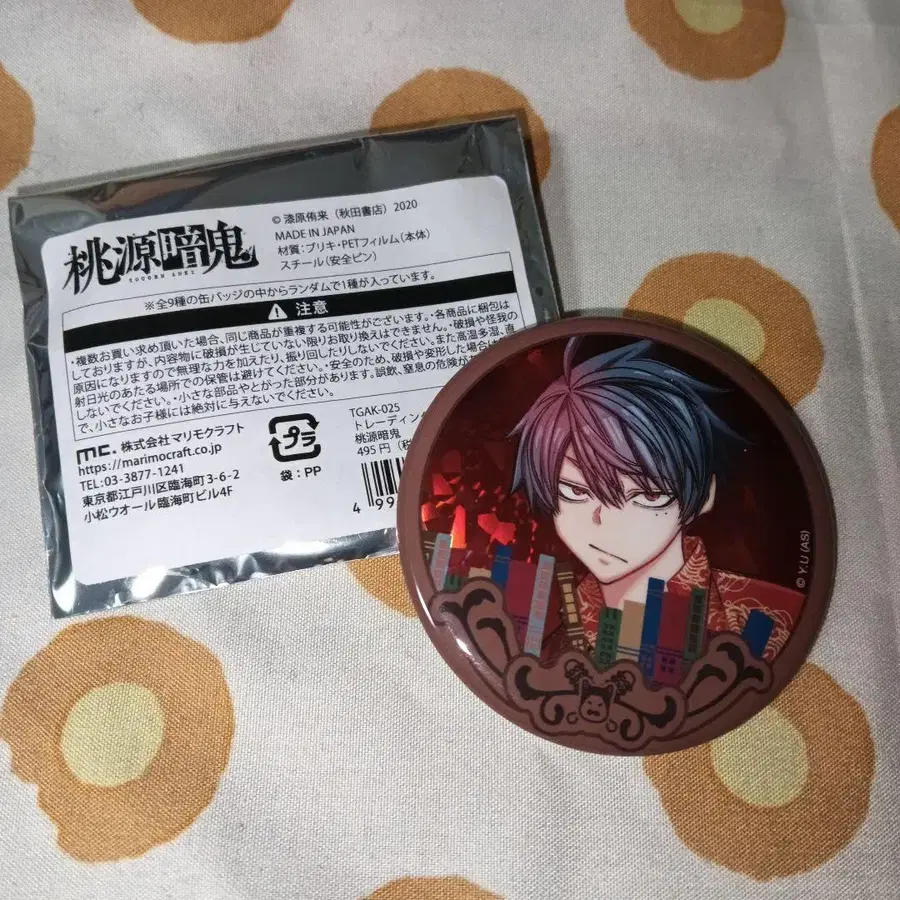 桃源暗鬼
TOUGEN ANKI
© 漆原侑来（秋田書店）2020
MADE IN JAPAN
材質：ブリキ・PETフィルム（本体）
スチール（安全ピン）
※全9種の缶バッジの中からランダムで1種が入っています。
注意
・複数お買い求め頂いた場合、同じ商品が重複する可能性がございます。・各商品に梱包は
しておりますが、内容物に破損が生じていない限りお取り換えはできません。・破損や怪我の
原因になりますので無理な力を加えたり、振り回したりしないでください。また高温多湿、直
射日光のあたる場所での保管は避けてください。・安全のため、破損や変形した場合は
しないでください。・小さな部品やとがった部分があります。誤飲、窒息の危険が
で、小さなお子様には絶対に与えないでください。
mc. 株式会社マリモクラフト
https://marimocraft.co.jp
TEL:03-3877-1241
東京都江戸川区臨海町3-6-2
小松ウオール臨海町ビル4F
プラ
袋：PP
TGAK-025
トレーディン
桃源暗鬼
495円（税
4 99
© Y.U (AS)